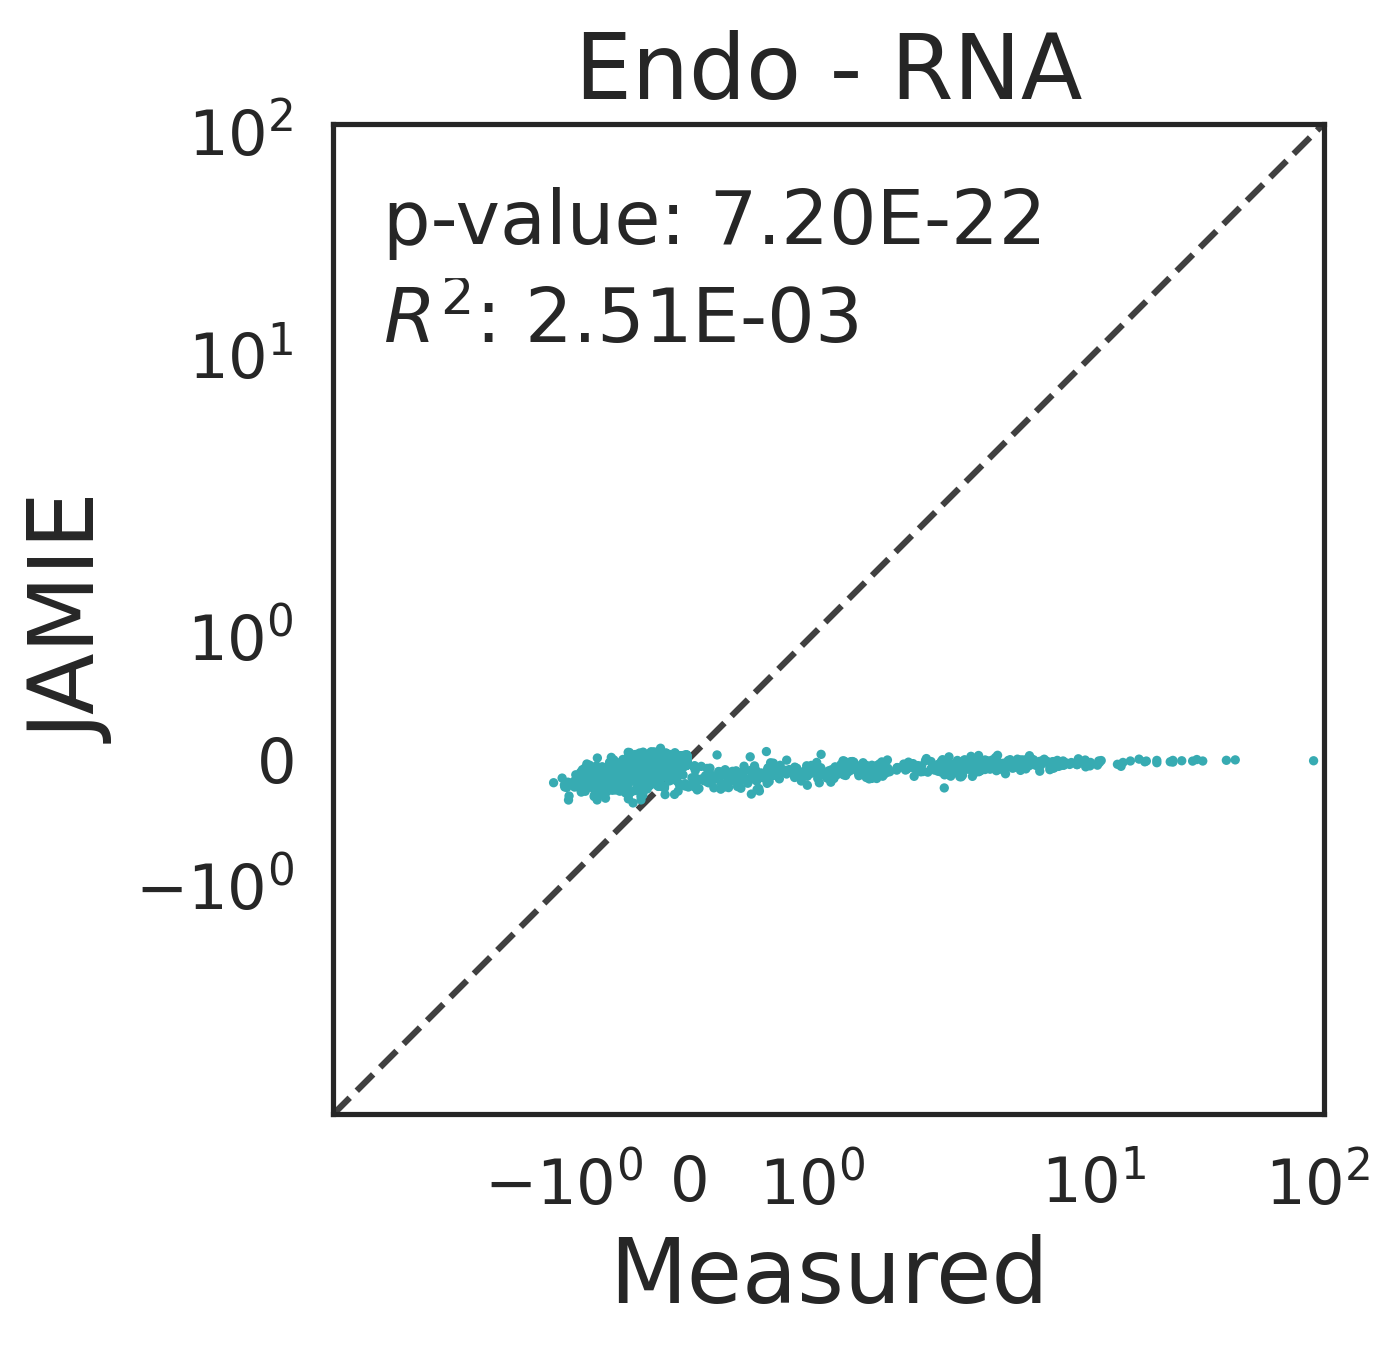 Endo - RNA
10²
p-value: 7.20E-22
R²: 2.51E-03
10¹
10⁰
0
−10⁰
JAMIE
−10⁰ 0 10⁰ 10¹ 10²
Measured